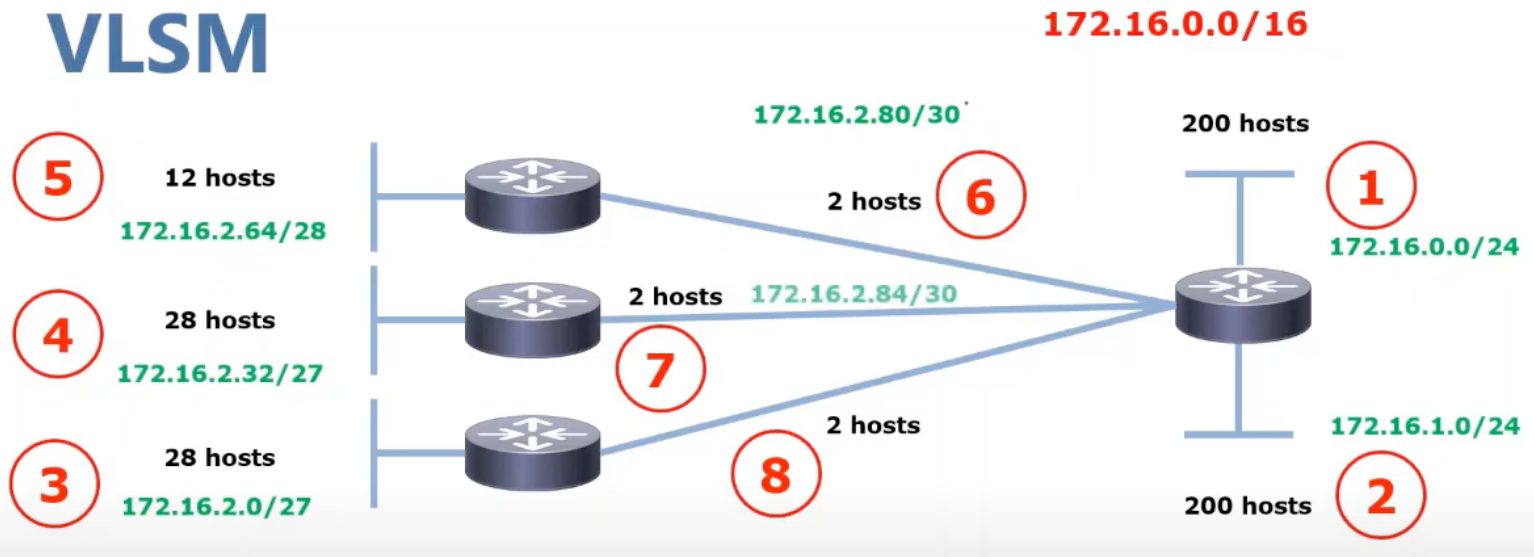 VLSM
172.16.0.0/16
172.16.2.80/30
200 hosts
5
12 hosts
172.16.2.64/28
2 hosts
6
1
172.16.0.0/24
4
28 hosts
172.16.2.32/27
2 hosts
172.16.2.84/30
7
3
28 hosts
172.16.2.0/27
2 hosts
8
172.16.1.0/24
200 hosts
2